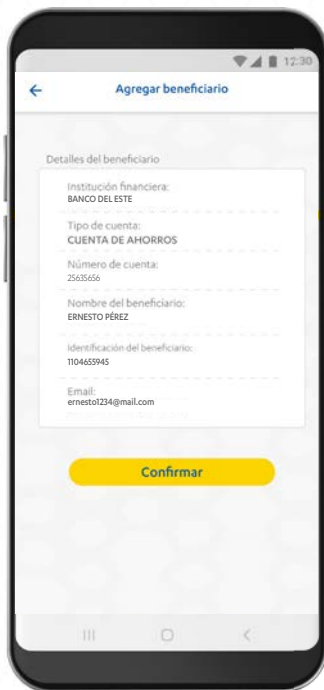 12:30
Agregar beneficiario
Detalles del beneficiario
Institución financiera:
BANCO DEL ESTE
Tipo de cuenta:
CUENTA DE AHORROS
Número de cuenta:
25635656
Nombre del beneficiario:
ERNESTO PÉREZ
Identificación del beneficiario:
1104655945
Email:
ernesto1234@mail.com
Confirmar